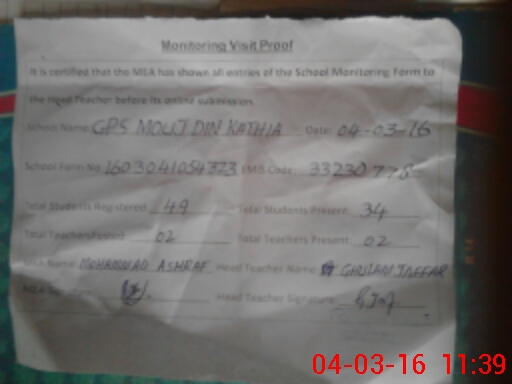 Monitoring Visit Proof
It is certified that the MEA has shown all entries of the School Monitoring Form to
the Head Teacher before its online submission.
School Name: GPS MOUJ DIN KATHIA Date: 04-03-16
School Form No. 1603041054323 EMIS Code: 33230778
Total Students Registered: 49 Total Students Present: 34
Total Teachers Posted: 02 Total Teachers Present: 02
MEA Name: MOHAMMAD ASHRAF Head Teacher Name: GHULAM JAFFAR
MEA Signature: Head Teacher Signature:
04-03-16 11:39